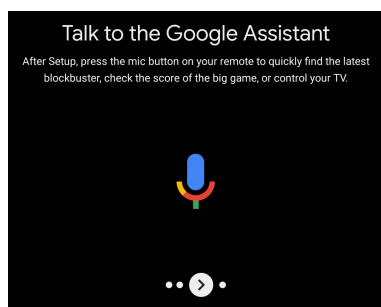 Talk to the Google Assistant
After Setup, press the mic button on your remote to quickly find the latest
blockbuster, check the score of the big game, or control your TV.